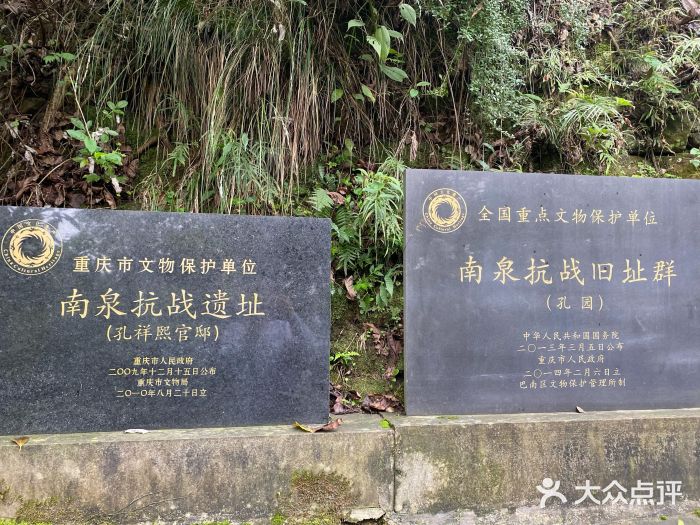 重庆市文物保护单位
南泉抗战遗址
(孔祥熙官邸)
重庆市人民政府
二〇〇九年十二月十五日公布
重庆市文物局
二〇一〇年八月二十日立
全国重点文物保护单位
南泉抗战旧址群
(孔园)
中华人民共和国国务院
二〇一三年三月五日公布
重庆市人民政府
二〇一四年二月六日立
巴南区文物保护管理所制
大众点评